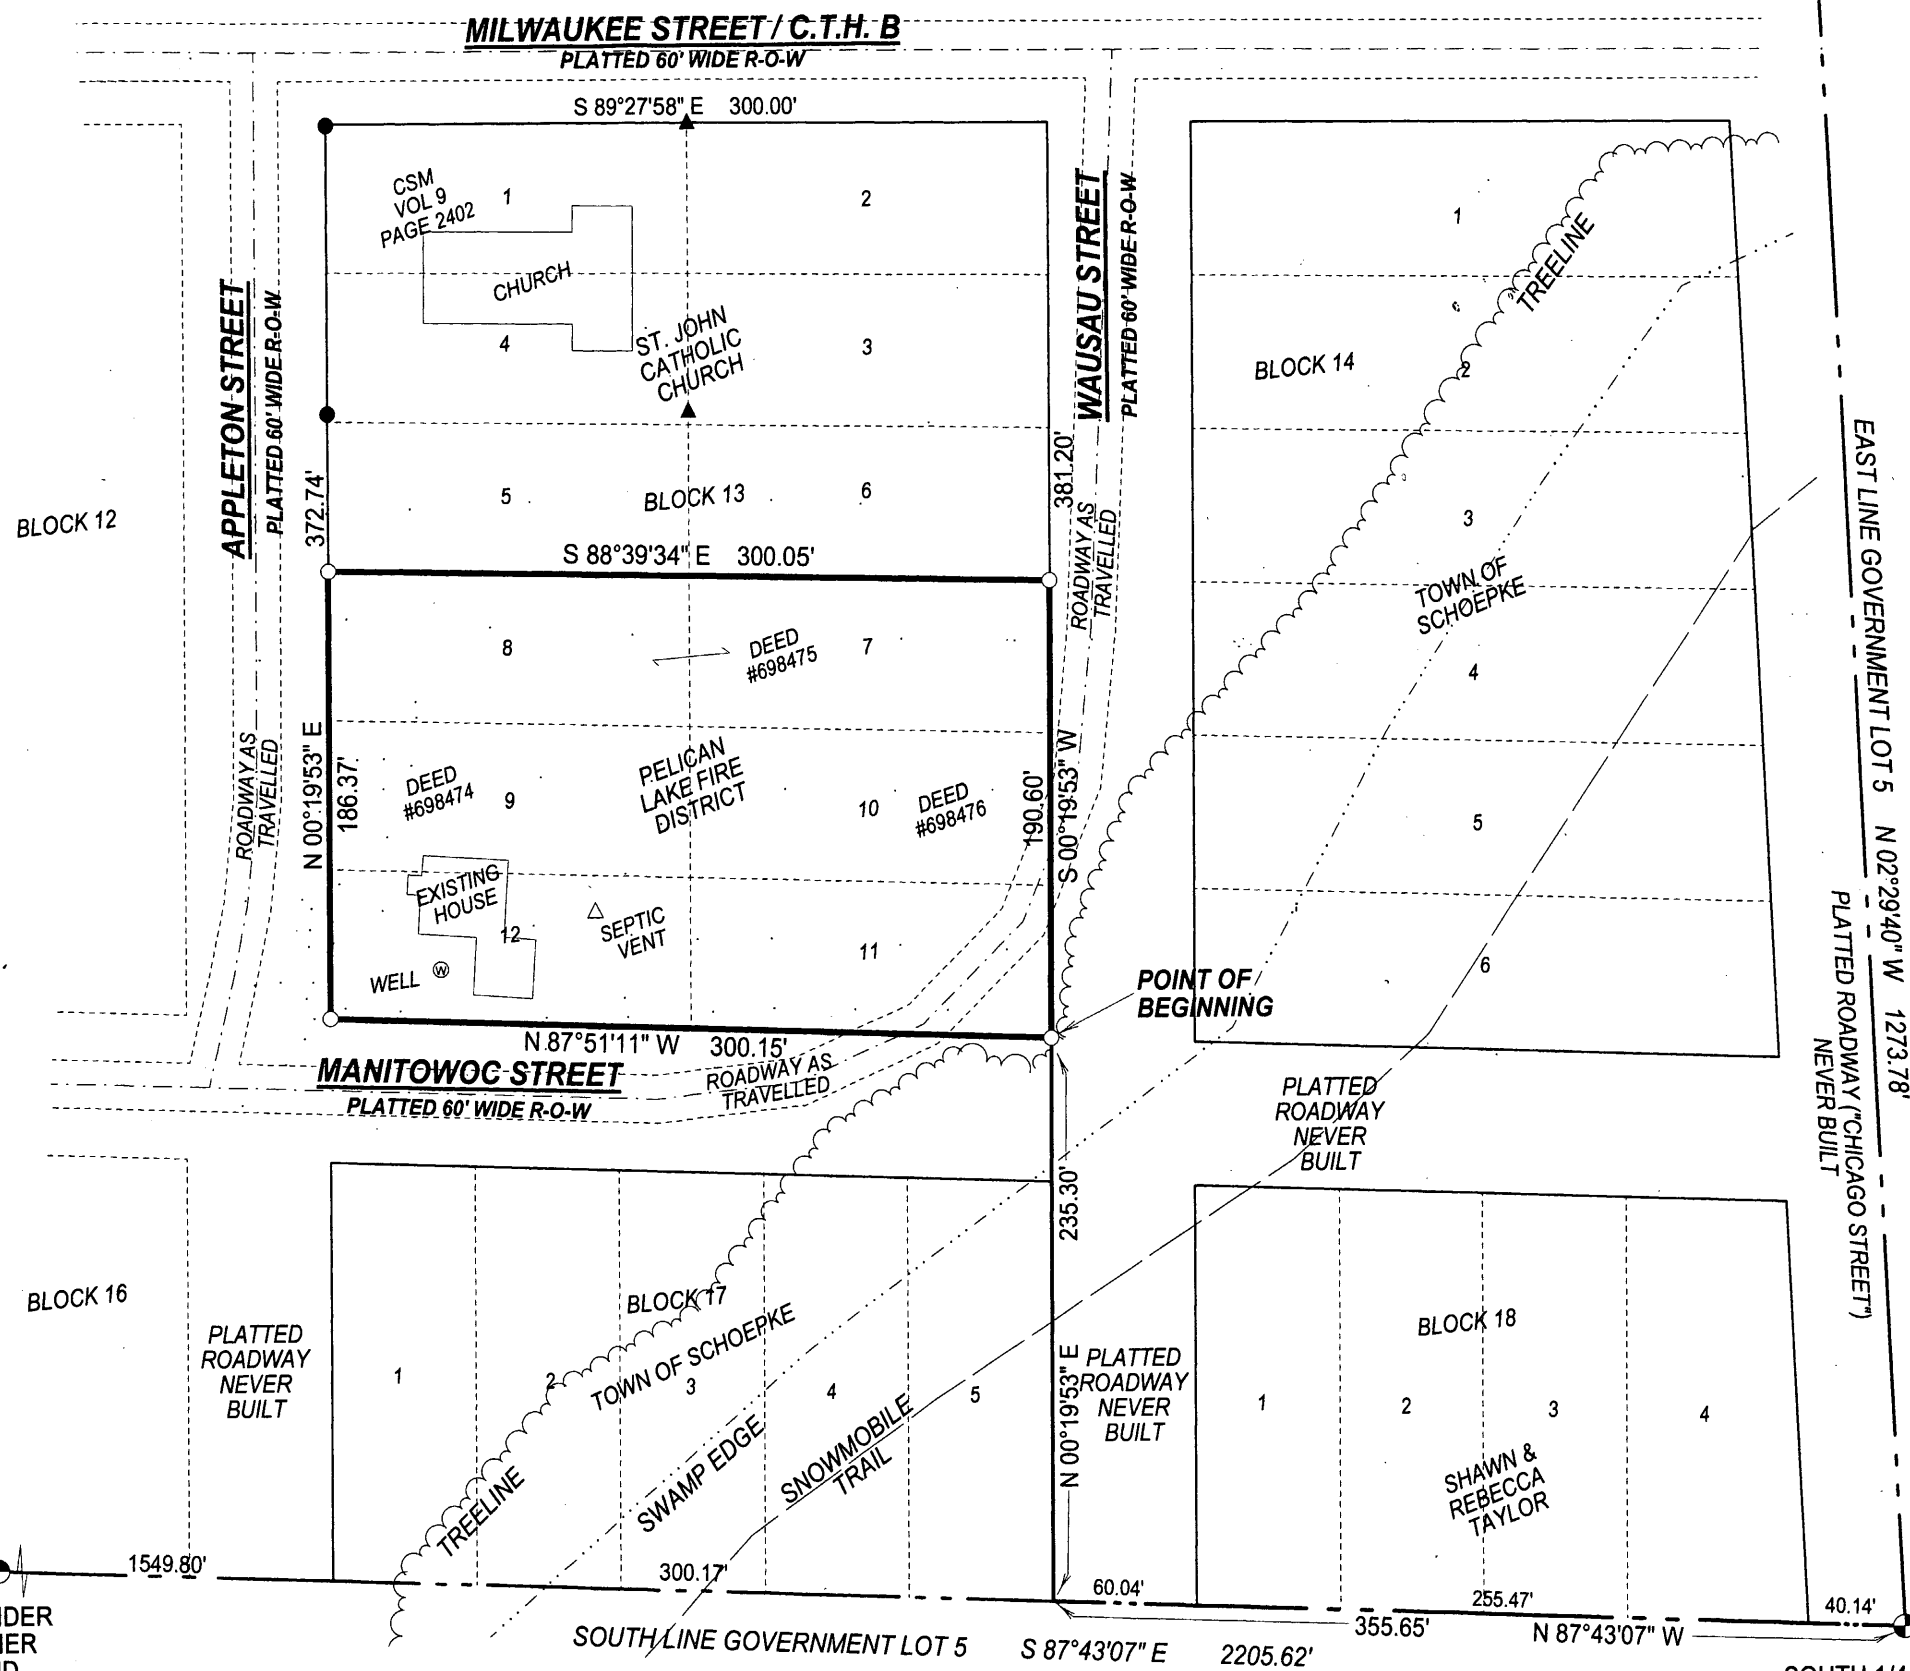 MILWAUKEE STREET / C.T.H. B
PLATTED 60' WIDE R-O-W
S 89°27'58" E 300.00'
CSM
VOL 9
PAGE 2402
1
2
CHURCH
4
3
ST. JOHN
CATHOLIC
CHURCH
5
BLOCK 13
6
372.74'
381.20'
APPLETON STREET
PLATTED 60' WIDE R-O-W
WAUSAU STREET
PLATTED 60' WIDE R-O-W
BLOCK 12
S 88°39'34" E 300.05'
ROADWAY AS
TRAVELLED
8
DEED
#698475
7
ROADWAY AS
TRAVELLED
N 00°19'53" E
186.37'
DEED
#698474
9
PELICAN
LAKE FIRE
DISTRICT
10
DEED
#698476
190.60'
S 00°19'53" W
EXISTING
HOUSE
12
SEPTIC
VENT
11
WELL
W
N 87°51'11" W 300.15'
MANITOWOC STREET
PLATTED 60' WIDE R-O-W
ROADWAY AS
TRAVELLED
POINT OF
BEGINNING
1
TREELINE
BLOCK 14
2
3
TOWN OF
SCHOEPKE
4
5
6
EAST LINE GOVERNMENT LOT 5 N 02°29'40" W 1273.78'
PLATTED ROADWAY ("CHICAGO STREET")
NEVER BUILT
PLATTED
ROADWAY
NEVER
BUILT
235.30'
N 00°19'53" E
BLOCK 16
PLATTED
ROADWAY
NEVER
BUILT
BLOCK 17
TOWN OF SCHOEPKE
1
2
3
4
5
TREELINE
SWAMP EDGE
SNOWMOBILE
TRAIL
PLATTED
ROADWAY
NEVER
BUILT
BLOCK 18
1
2
3
4
SHAWN &
REBECCA
TAYLOR
1549.80'
300.17'
60.04'
255.47'
40.14'
355.65'
N 87°43'07" W
SOUTH LINE GOVERNMENT LOT 5 S 87°43'07" E 2205.62'